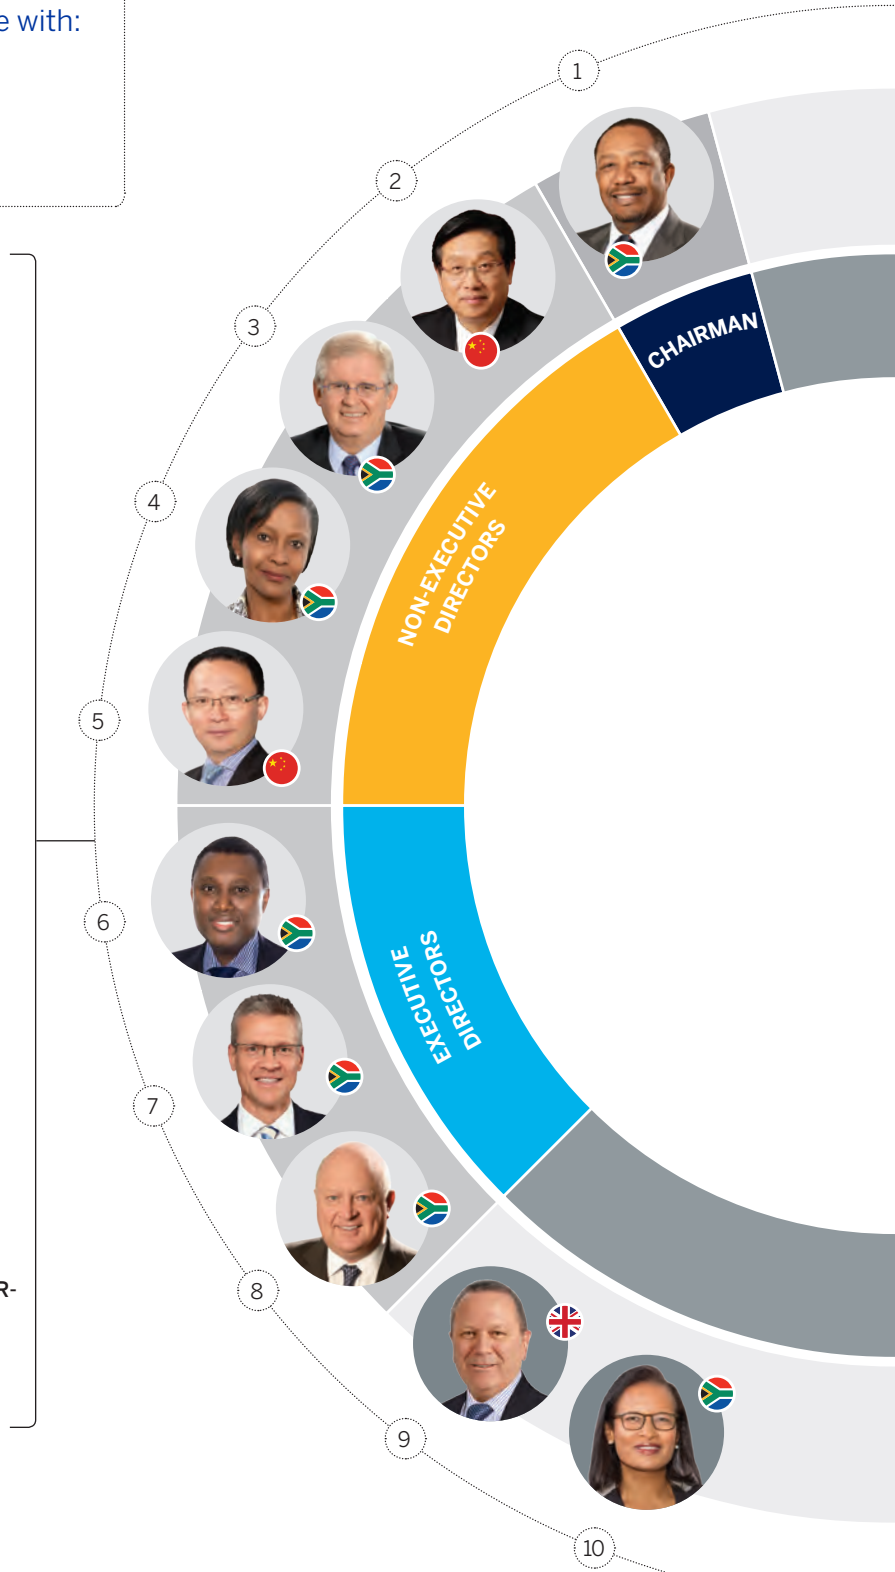 e with:
1
2
3
4
5
6
7
8
9
10
CHAIRMAN
NON-EXECUTIVE
DIRECTORS
EXECUTIVE
DIRECTORS
R-